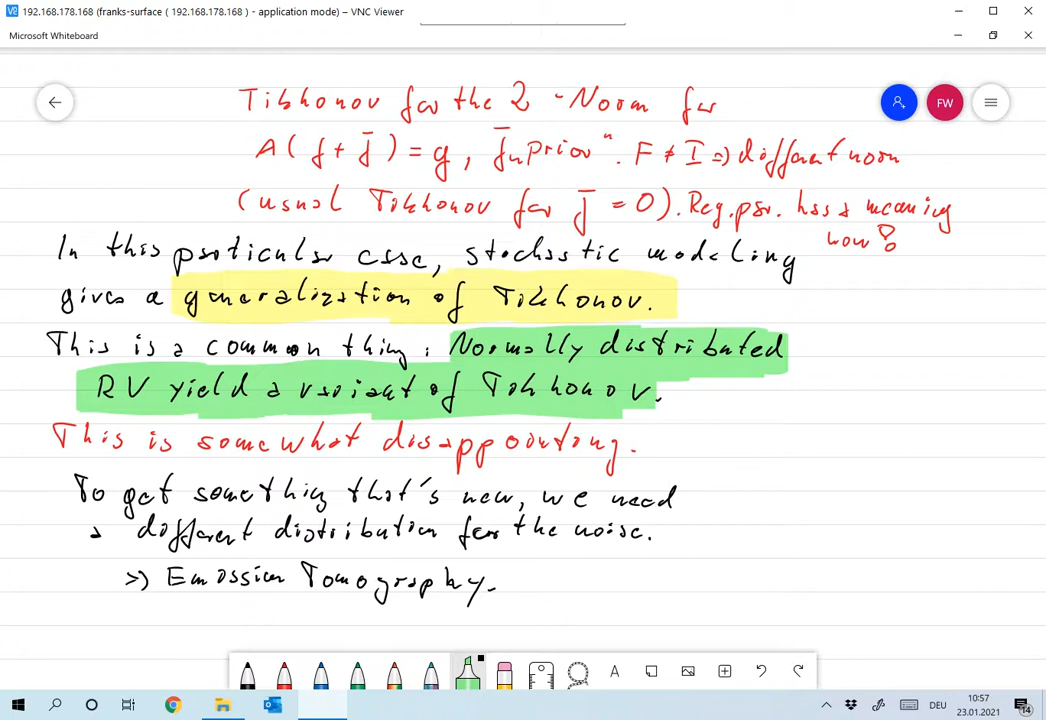 192.168.178.168 (franks-surface ( 192.168.178.168 ) - application mode) – VNC Viewer
Microsoft Whiteboard
Tikhonov for the 2-Norm for
A(f + f̄) = g, f̄ "prior". F ≠ I => different norm
(usual Tikhonov for f̄ = 0). Reg. par. has a meaning
now!
FW
In this particular case, stochastic modeling
gives a generalization of Tikhonov.
This is a common thing: Normally distributed
RV yield a variant of Tikhonov.
This is somewhat disappointing.
To get something that's new, we need
a different distribution for the noise.
=> Emission Tomography.
A
DEU
10:57
23.01.2021
14